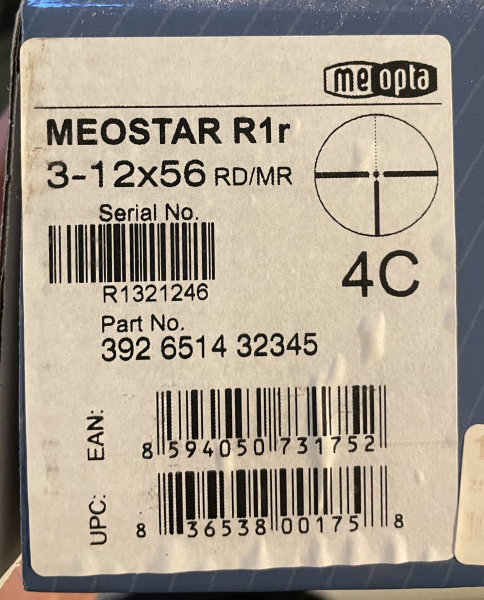 meopta
MEOSTAR R1r
3-12x56 RD/MR
Serial No.
R1321246
4C
Part No.
392 6514 32345
EAN:
8 594050 731752
UPC:
8 36538 00175 8